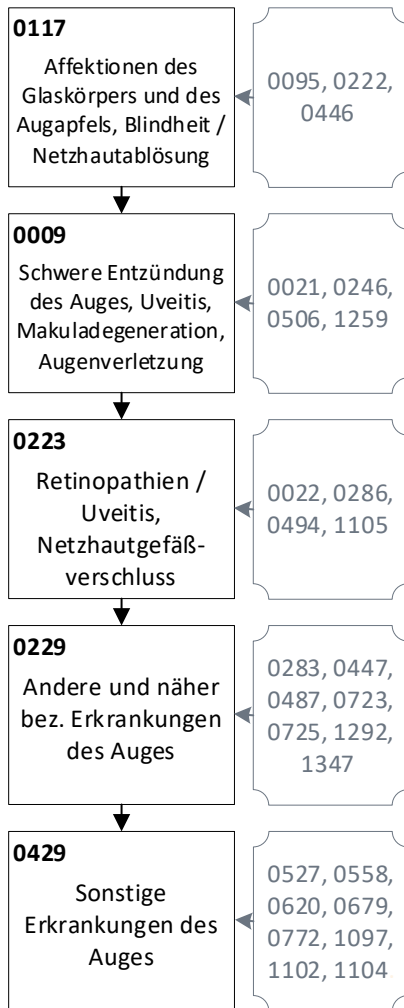 0117
Affektionen des
Glaskörpers und des
Augapfels, Blindheit /
Netzhautablösung
0095, 0222,
0446
0009
Schwere Entzündung
des Auges, Uveitis,
Makuladegeneration,
Augenverletzung
0021, 0246,
0506, 1259
0223
Retinopathien /
Uveitis,
Netzhautgefäß-
verschluss
0022, 0286,
0494, 1105
0229
Andere und näher
bez. Erkrankungen
des Auges
0283, 0447,
0487, 0723,
0725, 1292,
1347
0429
Sonstige
Erkrankungen des
Auges
0527, 0558,
0620, 0679,
0772, 1097,
1102, 1104